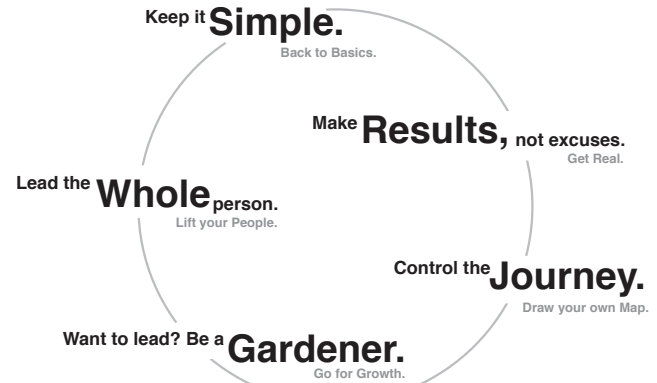 Keep it Simple.
Back to Basics.
Make Results, not excuses.
Get Real.
Lead the Whole person.
Lift your People.
Control the Journey.
Draw your own Map.
Want to lead? Be a Gardener.
Go for Growth.